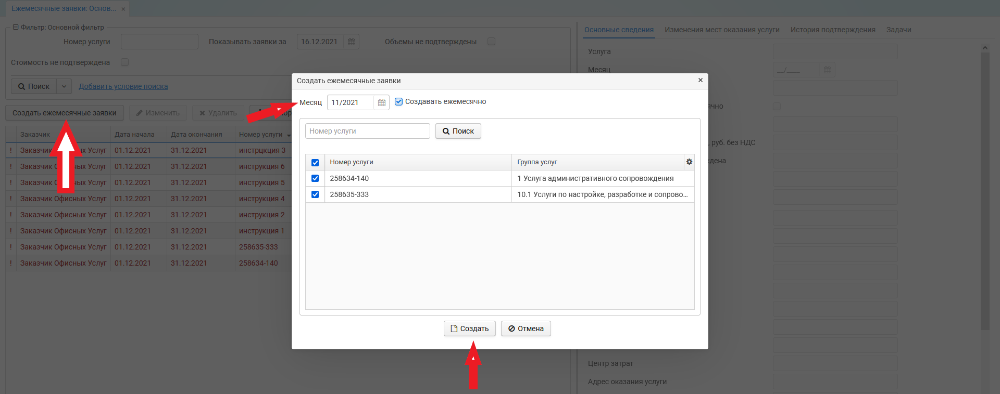 Ежемесячные заявки: Основ... ×
Фильтр: Основной фильтр
Номер услуги
Показывать заявки за 16.12.2021
Объемы не подтверждены
Стоимость не подтверждена
Поиск
Добавить условие поиска
Создать ежемесячные заявки Изменить Удалить
Заказчик Дата начала Дата окончания Номер услуги
! Заказчик Офисных Услуг 01.12.2021 31.12.2021 инстрцкция 3
! Заказчик Офисных Услуг 01.12.2021 31.12.2021 инструкция 6
! Заказчик Офисных Услуг 01.12.2021 31.12.2021 инструкция 5
! Заказчик Офисных Услуг 01.12.2021 31.12.2021 инструкция 4
! Заказчик Офисных Услуг 01.12.2021 31.12.2021 инструкция 2
! Заказчик Офисных Услуг 01.12.2021 31.12.2021 инструкция 1
! Заказчик Офисных Услуг 01.12.2021 31.12.2021 258635-333
! Заказчик Офисных Услуг 01.12.2021 31.12.2021 258634-140
Создать ежемесячные заявки ×
Месяц 11/2021 Создавать ежемесячно
Номер услуги Поиск
Номер услуги Группа услуг
258634-140 1 Услуга административного сопровождения
258635-333 10.1 Услуги по настройке, разработке и сопрово...
Создать Отмена
Основные сведения Изменения мест оказания услуги История подтверждения Задачи
Услуга
Месяц __/____
, руб. без НДС
Центр затрат
Адрес оказания услуги